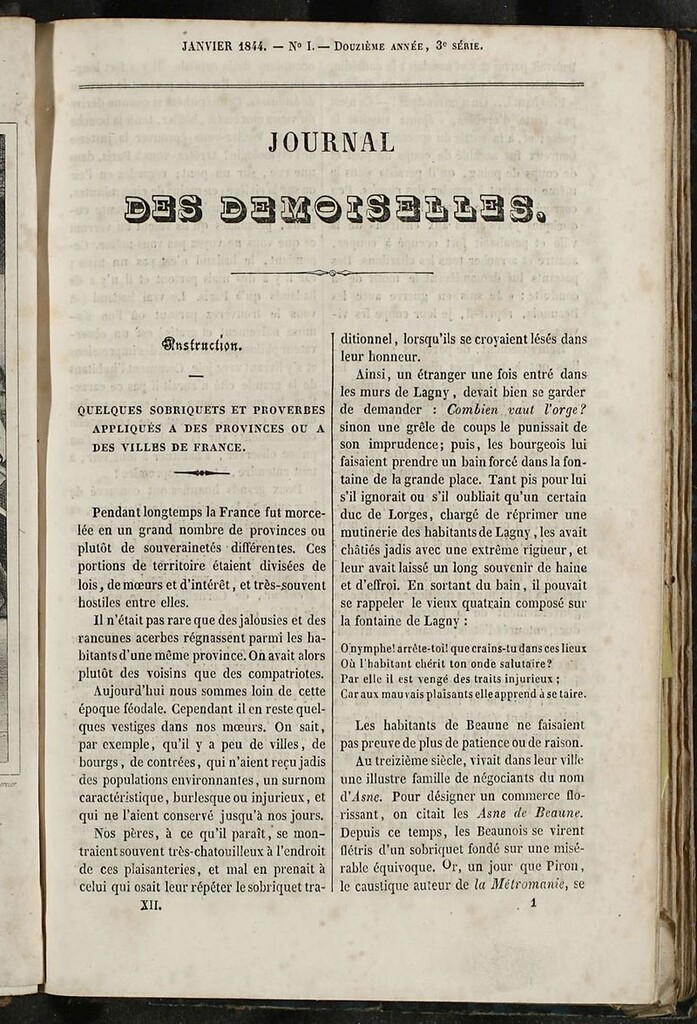 JANVIER 1844. — No I. — Douzième année, 3e série.
JOURNAL
DES DEMOISELLES.
Instruction.
QUELQUES SOBRIQUETS ET PROVERBES
APPLIQUÉS A DES PROVINCES OU A
DES VILLES DE FRANCE.
Pendant longtemps la France fut morce-
lée en un grand nombre de provinces ou
plutôt de souverainetés différentes. Ces
portions de territoire étaient divisées de
lois, de mœurs et d'intérêt, et très-souvent
hostiles entre elles.
Il n'était pas rare que des jalousies et des
rancunes acerbes régnassent parmi les ha-
bitants d'une même province. On avait alors
plutôt des voisins que des compatriotes.
Aujourd'hui nous sommes loin de cette
époque féodale. Cependant il en reste quel-
ques vestiges dans nos mœurs. On sait,
par exemple, qu'il y a peu de villes, de
bourgs, de contrées, qui n'aient reçu jadis
des populations environnantes, un surnom
caractéristique, burlesque ou injurieux, et
qui ne l'aient conservé jusqu'à nos jours.
Nos pères, à ce qu'il paraît, se mon-
traient souvent très-chatouilleux à l'endroit
de ces plaisanteries, et mal en prenait à
celui qui osait leur répéter le sobriquet tra-
XII.
ditionnel, lorsqu'ils se croyaient lésés dans
leur honneur.
Ainsi, un étranger une fois entré dans
les murs de Lagny, devait bien se garder
de demander : Combien vaut l'orge?
sinon une grêle de coups le punissait de
son imprudence; puis, les bourgeois lui
faisaient prendre un bain forcé dans la fon-
taine de la grande place. Tant pis pour lui
s'il ignorait ou s'il oubliait qu'un certain
duc de Lorges, chargé de réprimer une
mutinerie des habitants de Lagny, les avait
châtiés jadis avec une extrême rigueur, et
leur avait laissé un long souvenir de haine
et d'effroi. En sortant du bain, il pouvait
se rappeler le vieux quatrain composé sur
la fontaine de Lagny :
O nymphe! arrête-toi! que crains-tu dans ces lieux
Où l'habitant chérit ton onde salutaire?
Par elle il est vengé des traits injurieux ;
Car aux mauvais plaisants elle apprend à se taire.
Les habitants de Beaune ne faisaient
pas preuve de plus de patience ou de raison.
Au treizième siècle, vivait dans leur ville
une illustre famille de négociants du nom
d'Asne. Pour désigner un commerce flo-
rissant, on citait les Asne de Beaune.
Depuis ce temps, les Beaunois se virent
flétris d'un sobriquet fondé sur une misé-
rable équivoque. Or, un jour que Piron,
le caustique auteur de la Métromanie, se
1